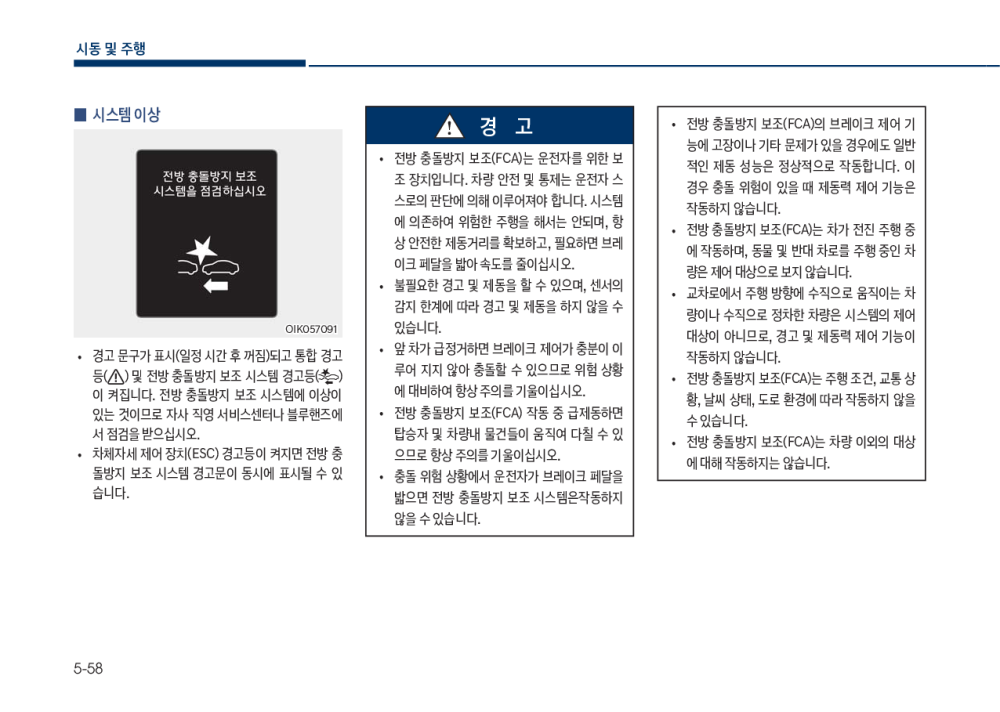 시동 및 주행
■ 시스템 이상
전방 충돌방지 보조
시스템을 점검하십시오
OIK057091
• 경고 문구가 표시(일정 시간 후 꺼짐)되고 통합 경고
등( ) 및 전방 충돌방지 보조 시스템 경고등( )
이 켜집니다. 전방 충돌방지 보조 시스템에 이상이
있는 것이므로 자사 직영 서비스센터나 블루핸즈에
서 점검을 받으십시오.
• 차체자세 제어 장치(ESC) 경고등이 켜지면 전방 충
돌방지 보조 시스템 경고문이 동시에 표시될 수 있
습니다.
경 고
• 전방 충돌방지 보조(FCA)는 운전자를 위한 보
조 장치입니다. 차량 안전 및 통제는 운전자 스
스로의 판단에 의해 이루어져야 합니다. 시스템
에 의존하여 위험한 주행을 해서는 안되며, 항
상 안전한 제동거리를 확보하고, 필요하면 브레
이크 페달을 밟아 속도를 줄이십시오.
• 불필요한 경고 및 제동을 할 수 있으며, 센서의
감지 한계에 따라 경고 및 제동을 하지 않을 수
있습니다.
• 앞 차가 급정거하면 브레이크 제어가 충분이 이
루어 지지 않아 충돌할 수 있으므로 위험 상황
에 대비하여 항상 주의를 기울이십시오.
• 전방 충돌방지 보조(FCA) 작동 중 급제동하면
탑승자 및 차량내 물건들이 움직여 다칠 수 있
으므로 항상 주의를 기울이십시오.
• 충돌 위험 상황에서 운전자가 브레이크 페달을
밟으면 전방 충돌방지 보조 시스템은작동하지
않을 수 있습니다.
• 전방 충돌방지 보조(FCA)의 브레이크 제어 기
능에 고장이나 기타 문제가 있을 경우에도 일반
적인 제동 성능은 정상적으로 작동합니다. 이
경우 충돌 위험이 있을 때 제동력 제어 기능은
작동하지 않습니다.
• 전방 충돌방지 보조(FCA)는 차가 전진 주행 중
에 작동하며, 동물 및 반대 차로를 주행 중인 차
량은 제어 대상으로 보지 않습니다.
• 교차로에서 주행 방향에 수직으로 움직이는 차
량이나 수직으로 정차한 차량은 시스템의 제어
대상이 아니므로, 경고 및 제동력 제어 기능이
작동하지 않습니다.
• 전방 충돌방지 보조(FCA)는 주행 조건, 교통 상
황, 날씨 상태, 도로 환경에 따라 작동하지 않을
수 있습니다.
• 전방 충돌방지 보조(FCA)는 차량 이외의 대상
에 대해 작동하지는 않습니다.
5-58